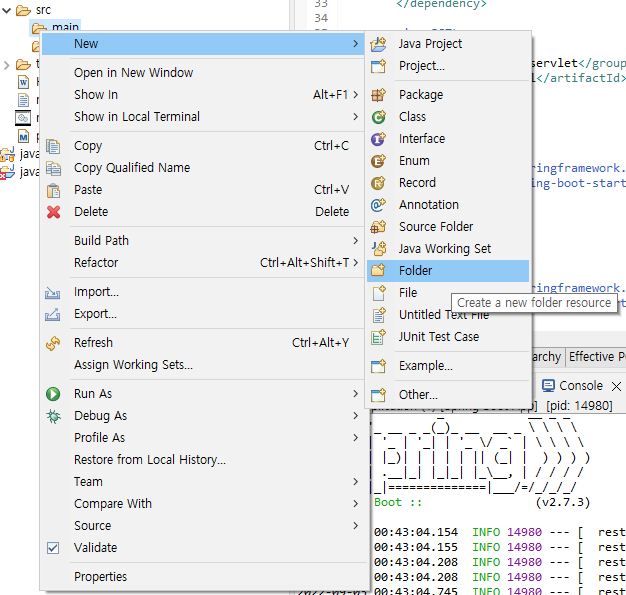 src
main
33
</dependency>
34
New
Open in New Window
Show In Alt+F1
Show in Local Terminal
Copy Ctrl+C
Copy Qualified Name
Paste Ctrl+V
Delete Delete
Build Path
Refactor Ctrl+Alt+Shift+T
Import...
Export...
Refresh Ctrl+Alt+Y
Assign Working Sets...
Run As
Debug As
Profile As
Restore from Local History...
Team
Compare With
Source
Validate
Properties
Java Project
Project...
Package
Class
Interface
Enum
Record
Annotation
Source Folder
Java Working Set
Folder
File
Untitled Text File
JUnit Test Case
Example...
Other...
Create a new folder resource
servlet</group
</artifactId>
ringframework.
ng-boot-start
ringframework.
java
java
archy
Effective P
Console
[pid: 14980]
Boot :: (v2.7.3)
00:43:04.154 INFO 14980 --- [ rest
00:43:04.155 INFO 14980 --- [ rest
00:43:04.208 INFO 14980 --- [ rest
00:43:04.208 INFO 14980 --- [ rest
00:43:04.745 INFO 14980 --- [ rest